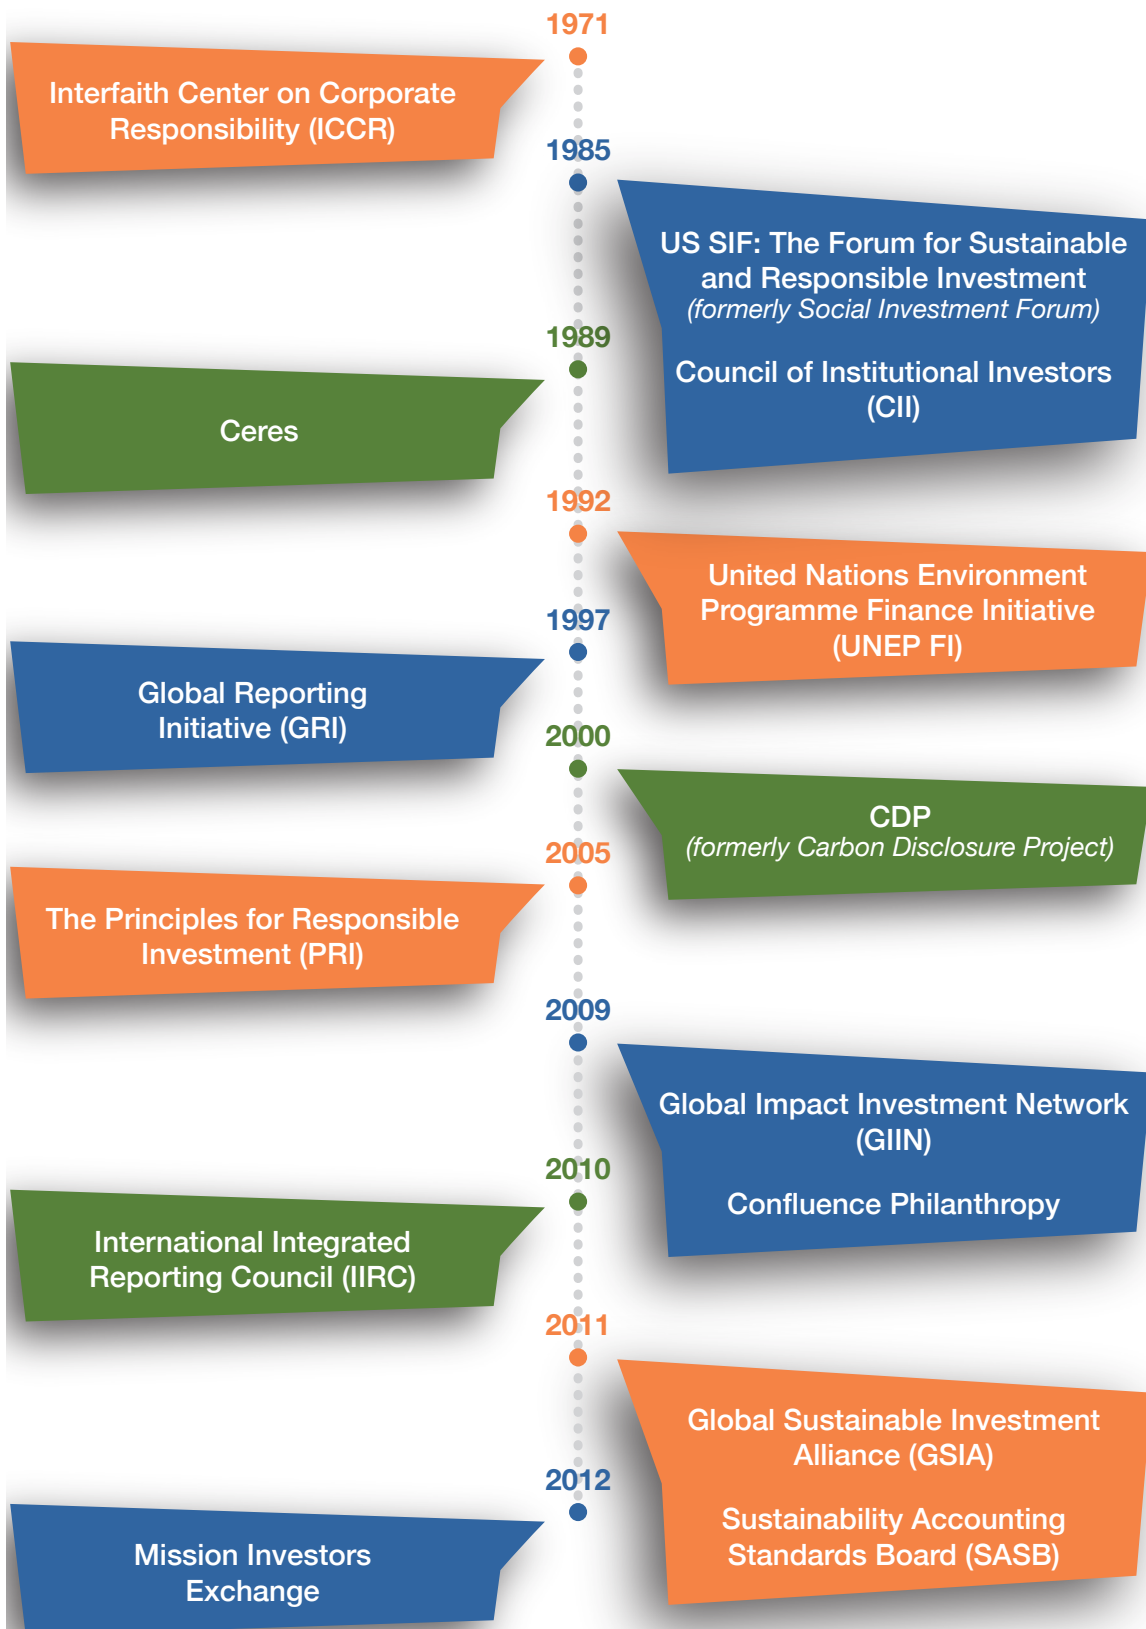 1971
Interfaith Center on Corporate
Responsibility (ICCR)
1985
US SIF: The Forum for Sustainable
and Responsible Investment
(formerly Social Investment Forum)
Council of Institutional Investors
(CII)
1989
Ceres
1992
United Nations Environment
Programme Finance Initiative
(UNEP FI)
1997
Global Reporting
Initiative (GRI)
2000
CDP
(formerly Carbon Disclosure Project)
2005
The Principles for Responsible
Investment (PRI)
2009
Global Impact Investment Network
(GIIN)
Confluence Philanthropy
2010
International Integrated
Reporting Council (IIRC)
2011
Global Sustainable Investment
Alliance (GSIA)
Sustainability Accounting
Standards Board (SASB)
2012
Mission Investors
Exchange